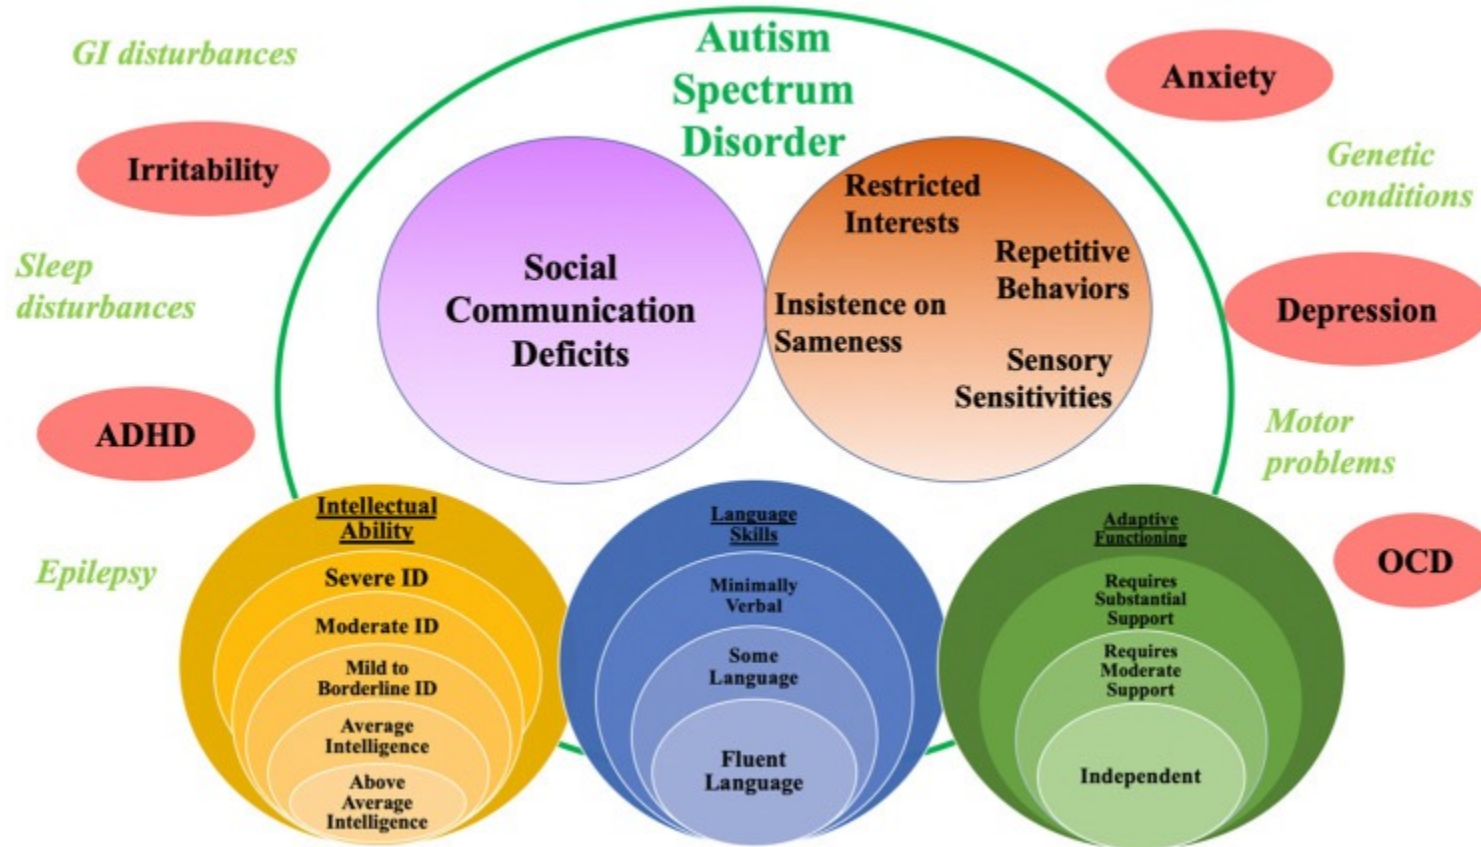 Autism
Spectrum
Disorder
GI disturbances
Irritability
Sleep
disturbances
ADHD
Epilepsy
Social
Communication
Deficits
Restricted
Interests
Repetitive
Behaviors
Insistence on
Sameness
Sensory
Sensitivities
Anxiety
Genetic
conditions
Depression
Motor
problems
OCD
Intellectual
Ability
Severe ID
Moderate ID
Mild to
Borderline ID
Average
Intelligence
Above
Average
Intelligence
Language
Skills
Minimally
Verbal
Some
Language
Fluent
Language
Adaptive
Functioning
Requires
Substantial
Support
Requires
Moderate
Support
Independent